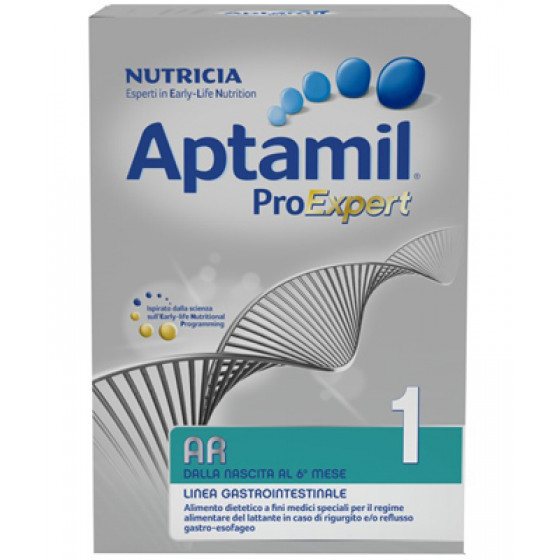 NUTRICIA
Esperti in Early-Life Nutrition
Aptamil®
ProExpert
Ispirato dalla scienza
sull'Early-life Nutritional
Programming
1
AR
DALLA NASCITA AL 6° MESE
LINEA GASTROINTESTINALE
Alimento dietetico a fini medici speciali per il regime
alimentare del lattante in caso di rigurgito e/o reflusso
gastro-esofageo